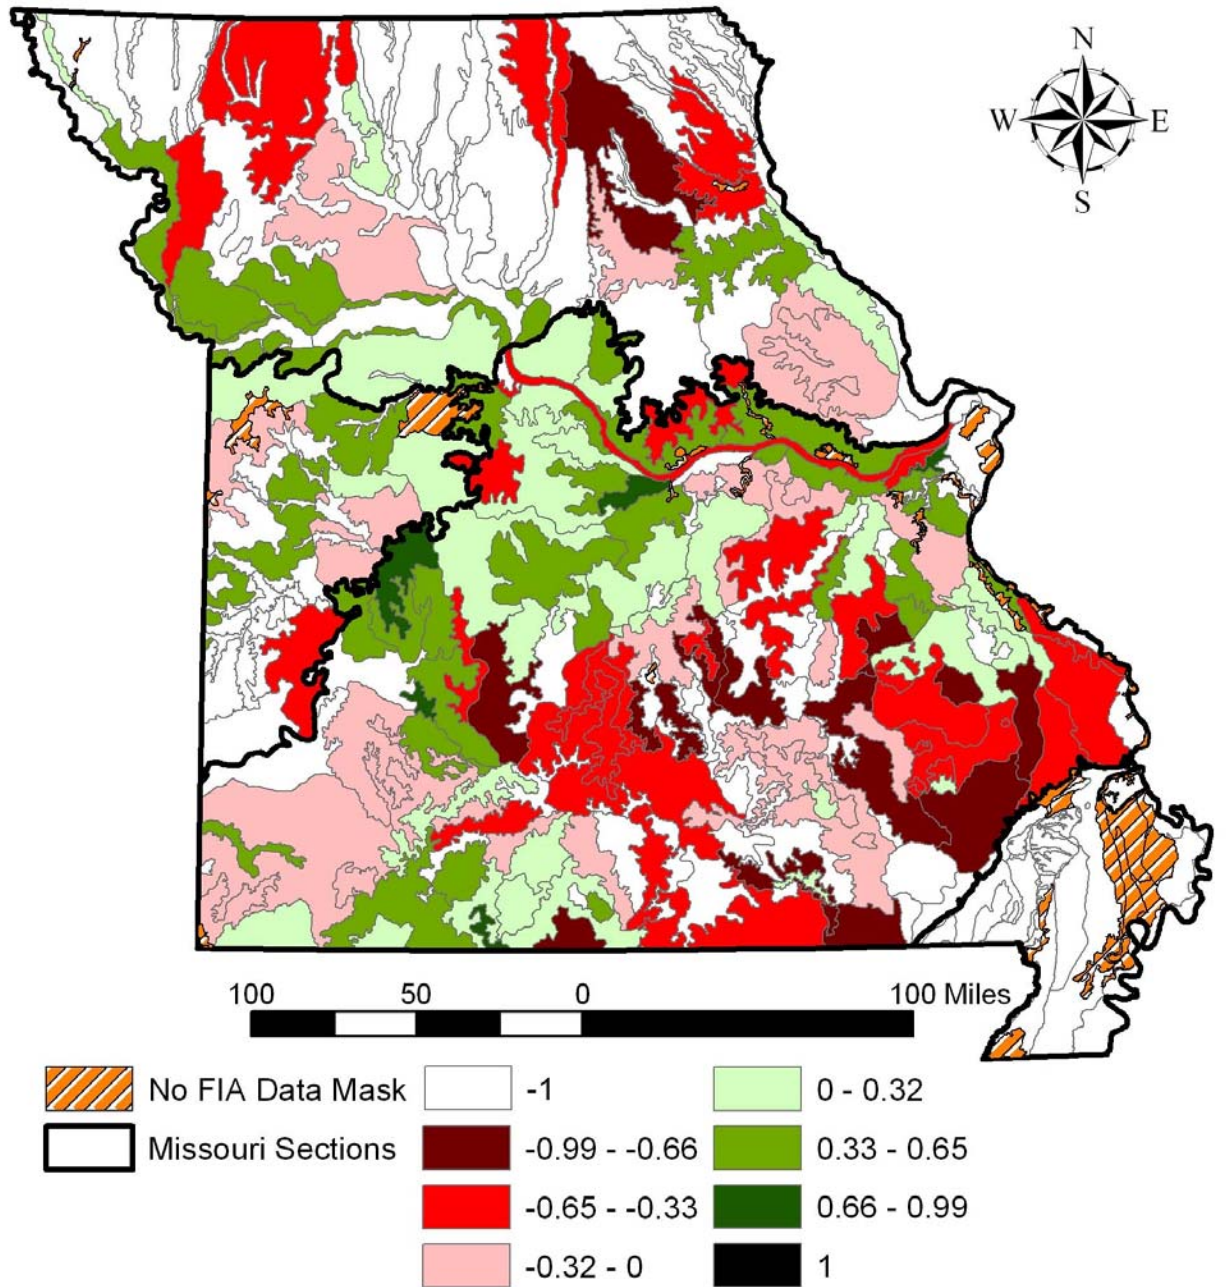 N
W E
S
100 50 0 100 Miles
No FIA Data Mask -1 0 - 0.32
Missouri Sections -0.99 - -0.66 0.33 - 0.65
-0.65 - -0.33 0.66 - 0.99
-0.32 - 0 1